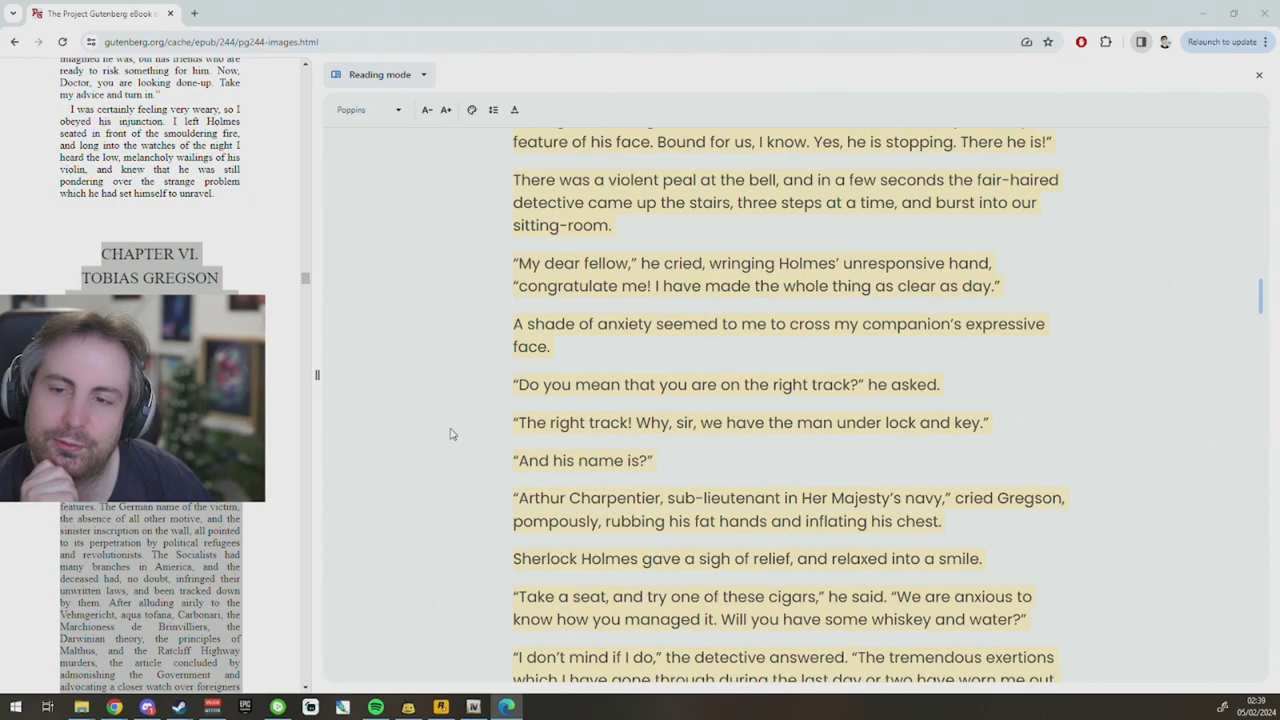 The Project Gutenberg eBook o
gutenberg.org/cache/epub/244/pg244-images.html
Relaunch to update
imagined he was, but has friends who are
ready to risk something for him. Now,
Doctor, you are looking done-up. Take
my advice and turn in.”
I was certainly feeling very weary, so I
obeyed his injunction. I left Holmes
seated in front of the smouldering fire,
and long into the watches of the night I
heard the low, melancholy wailings of his
violin, and knew that he was still
pondering over the strange problem
which he had set himself to unravel.
CHAPTER VI.
TOBIAS GREGSON
features. The German name of the victim,
the absence of all other motive, and the
sinister inscription on the wall, all pointed
to its perpetration by political refugees
and revolutionists. The Socialists had
many branches in America, and the
deceased had, no doubt, infringed their
unwritten laws, and been tracked down
by them. After alluding airily to the
Vehmgericht, aqua tofana, Carbonari, the
Marchioness de Brinvilliers, the
Darwinian theory, the principles of
Malthus, and the Ratcliff Highway
murders, the article concluded by
admonishing the Government and
advocating a closer watch over foreigners
Reading mode
Poppins
A- A+
feature of his face. Bound for us, I know. Yes, he is stopping. There he is!”
There was a violent peal at the bell, and in a few seconds the fair-haired
detective came up the stairs, three steps at a time, and burst into our
sitting-room.
“My dear fellow,” he cried, wringing Holmes’ unresponsive hand,
“congratulate me! I have made the whole thing as clear as day.”
A shade of anxiety seemed to me to cross my companion’s expressive
face.
“Do you mean that you are on the right track?” he asked.
“The right track! Why, sir, we have the man under lock and key.”
“And his name is?”
“Arthur Charpentier, sub-lieutenant in Her Majesty’s navy,” cried Gregson,
pompously, rubbing his fat hands and inflating his chest.
Sherlock Holmes gave a sigh of relief, and relaxed into a smile.
“Take a seat, and try one of these cigars,” he said. “We are anxious to
know how you managed it. Will you have some whiskey and water?”
“I don’t mind if I do,” the detective answered. “The tremendous exertions
which I have gone through during the last day or two have worn me out
02:39
05/02/2024